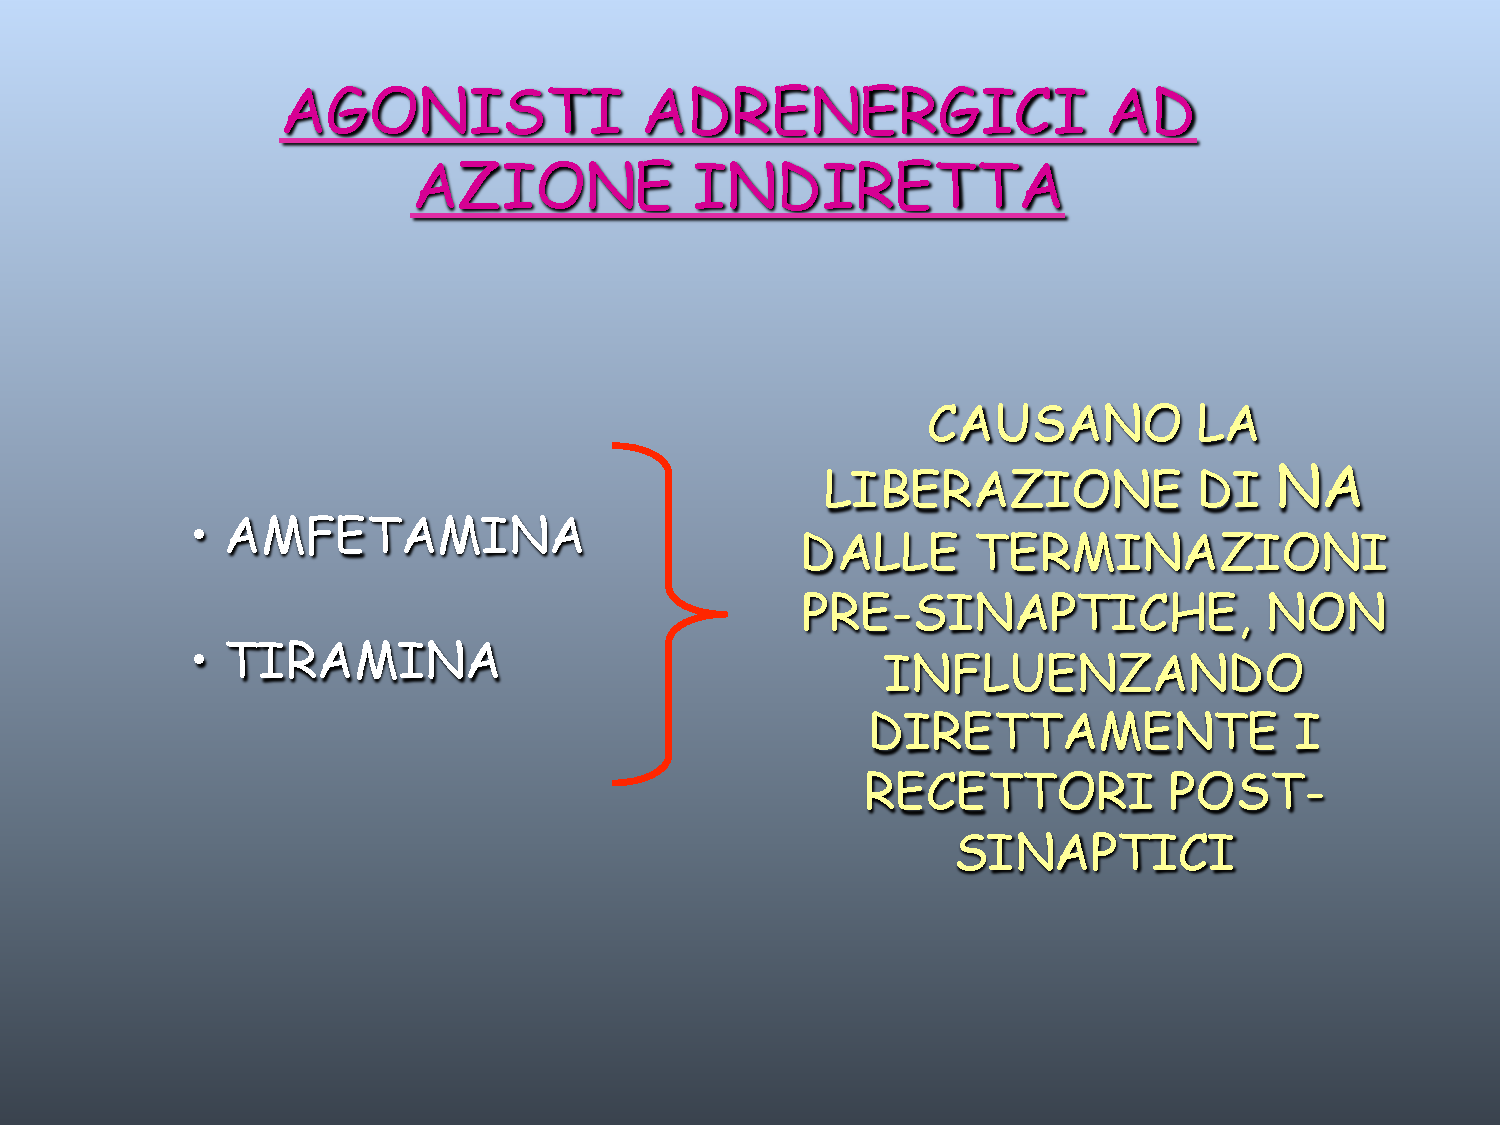 AGONISTI ADRENERGICI AD
AZIONE INDIRETTA
• AMFETAMINA
• TIRAMINA
CAUSANO LA
LIBERAZIONE DI NA
DALLE TERMINAZIONI
PRE-SINAPTICHE, NON
INFLUENZANDO
DIRETTAMENTE I
RECETTORI POST-
SINAPTICI